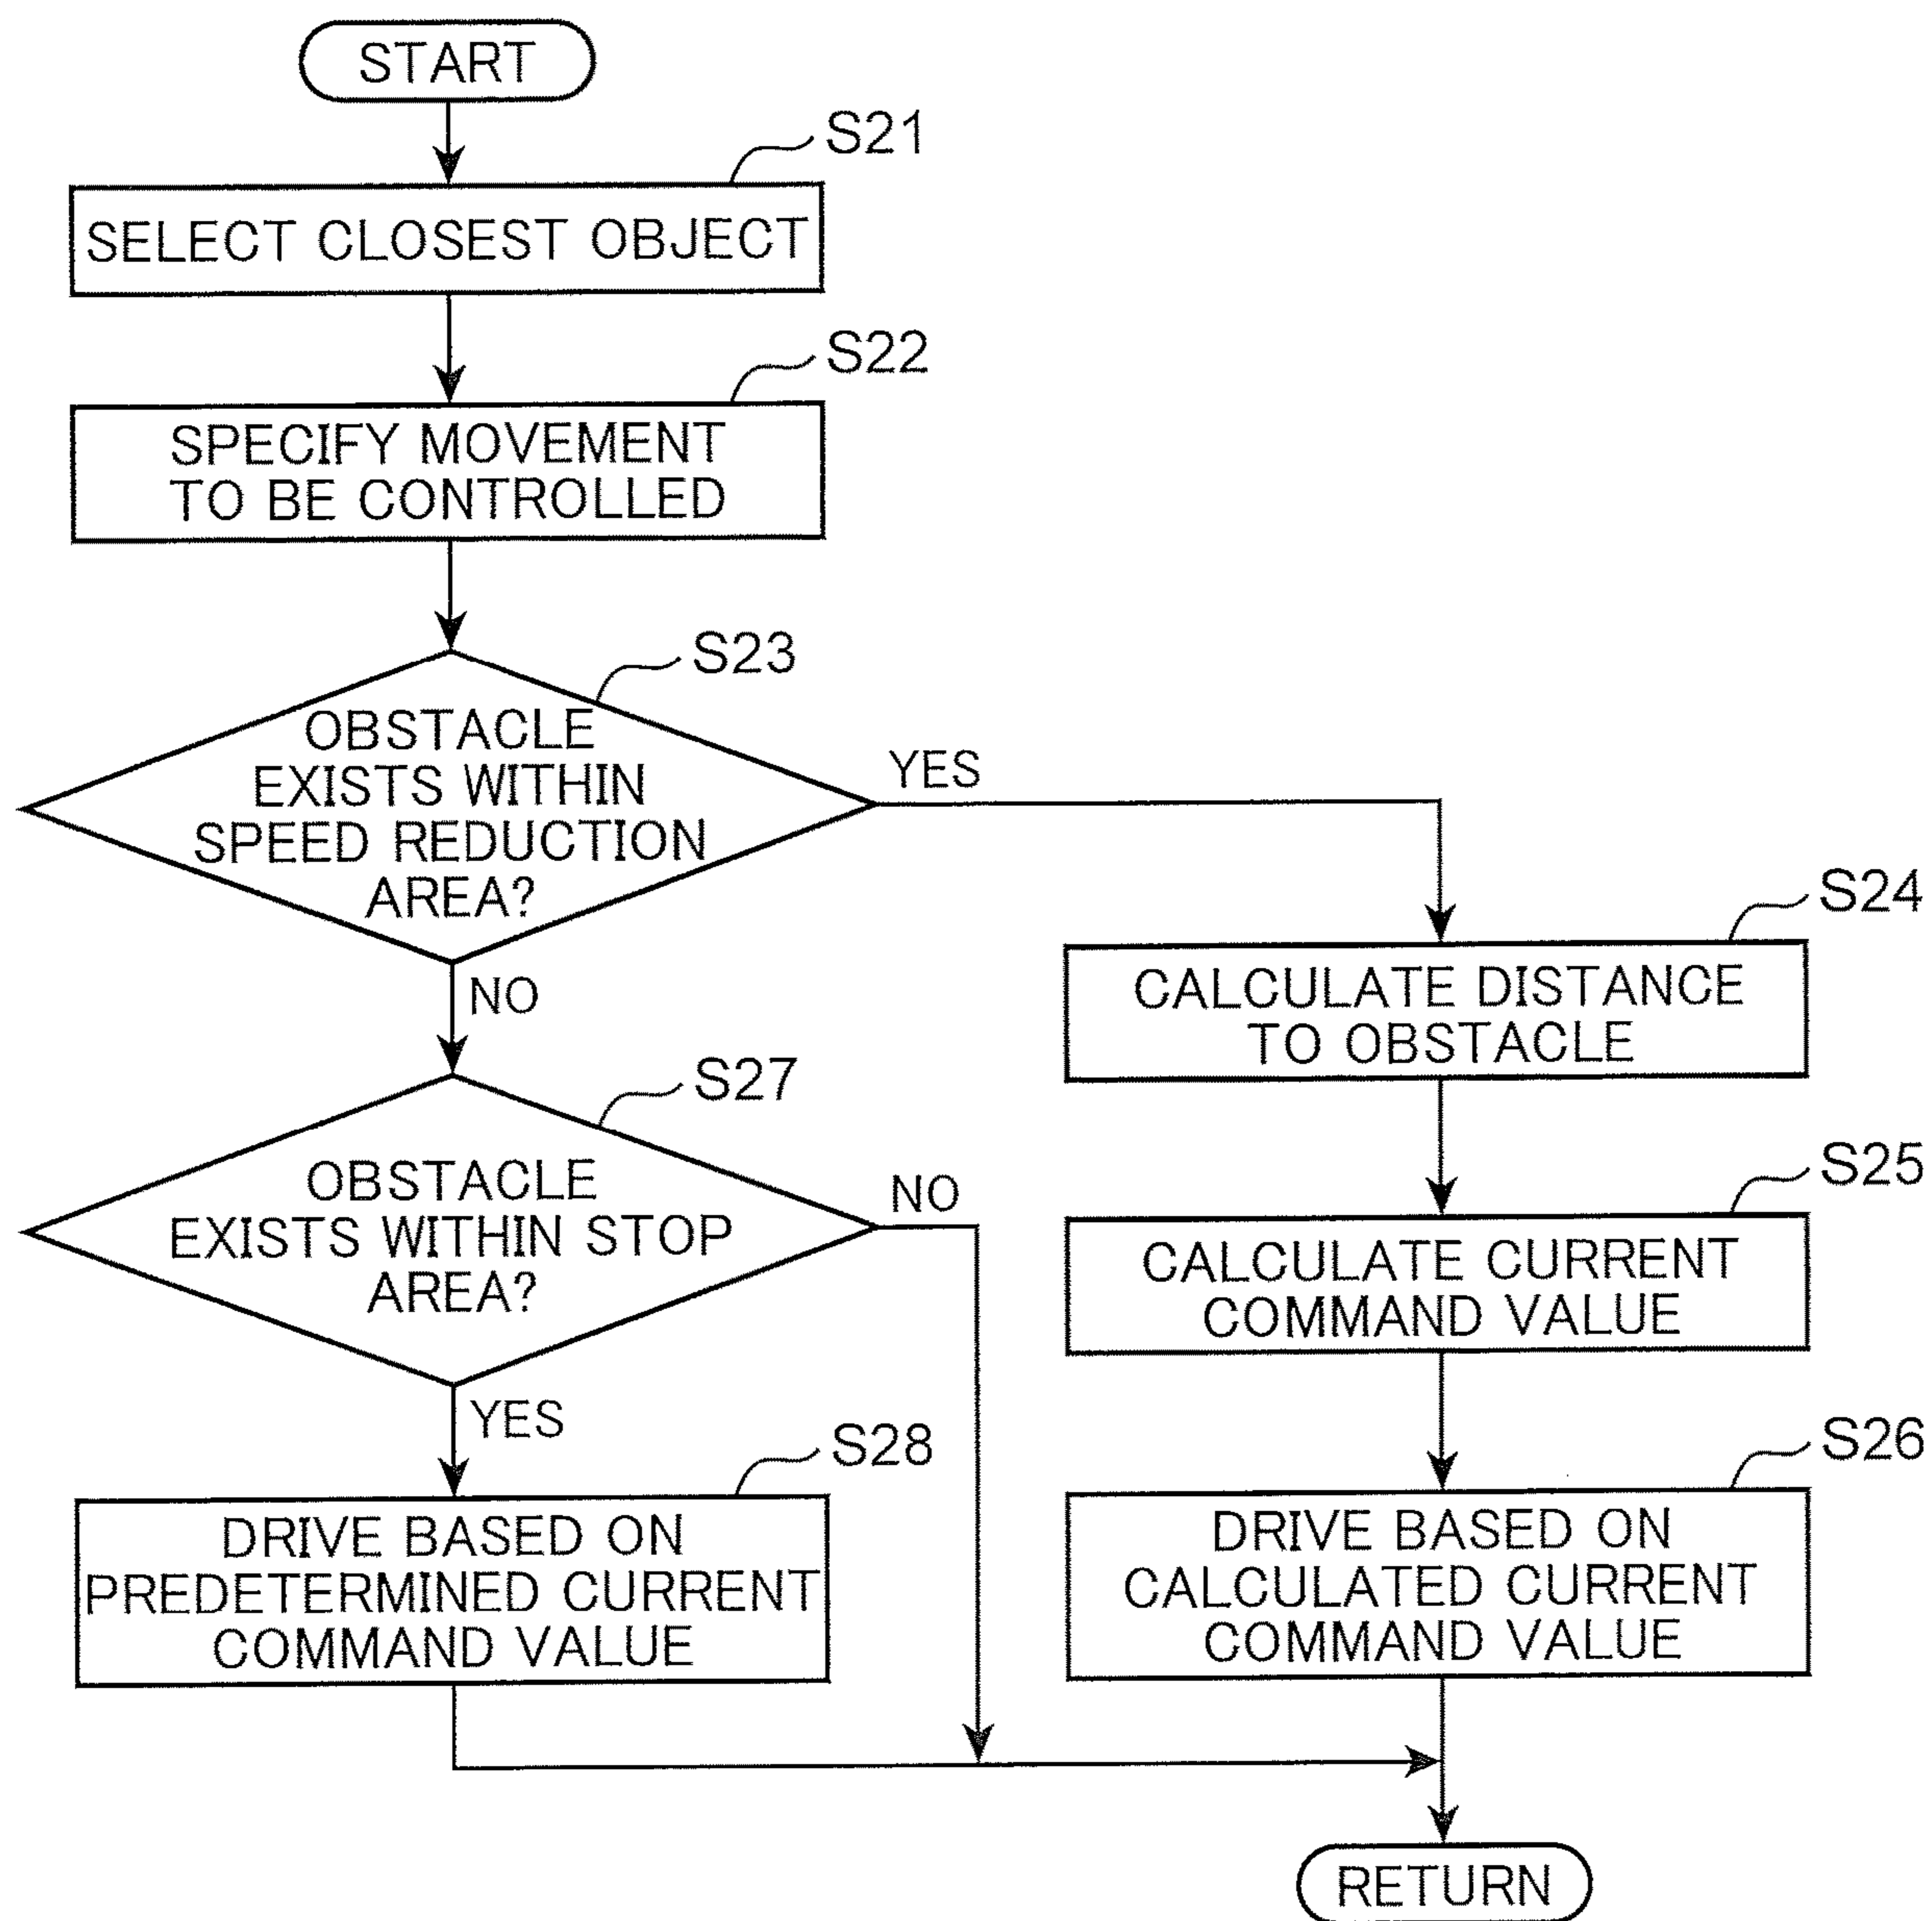 START
S21
SELECT CLOSEST OBJECT
S22
SPECIFY MOVEMENT
TO BE CONTROLLED
S23
OBSTACLE
EXISTS WITHIN
SPEED REDUCTION
AREA?
YES
NO
S24
CALCULATE DISTANCE
TO OBSTACLE
S25
CALCULATE CURRENT
COMMAND VALUE
S26
DRIVE BASED ON
CALCULATED CURRENT
COMMAND VALUE
S27
OBSTACLE
EXISTS WITHIN STOP
AREA?
NO
YES
S28
DRIVE BASED ON
PREDETERMINED CURRENT
COMMAND VALUE
RETURN